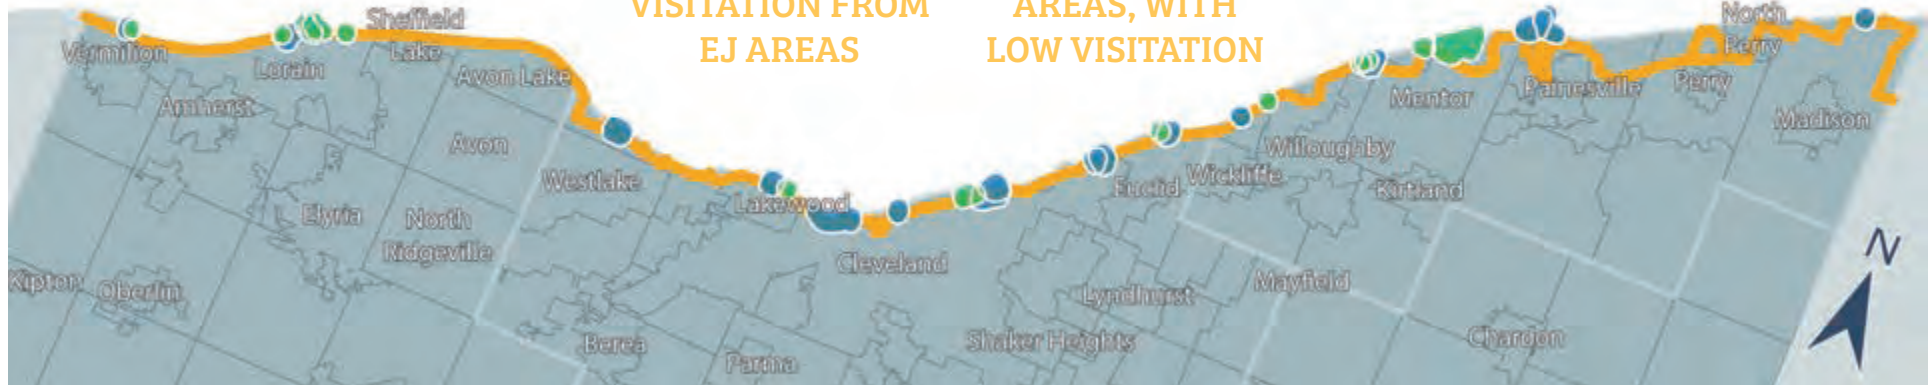 VISITATION FROM
EJ AREAS
AREAS, WITH
LOW VISITATION
Sheffield
Lake
North
Perry
Vermilion
Lorain
Avon Lake
Amherst
Mentor
Painesville
Perry
Madison
Avon
Westlake
Willoughby
Wickliffe
Euclid
Kirtland
Lakewood
Elyria
North
Ridgeville
Cleveland
N
Kipton
Oberlin
Lyndhurst
Mayfield
Berea
Parma
Shaker Heights
Chardon